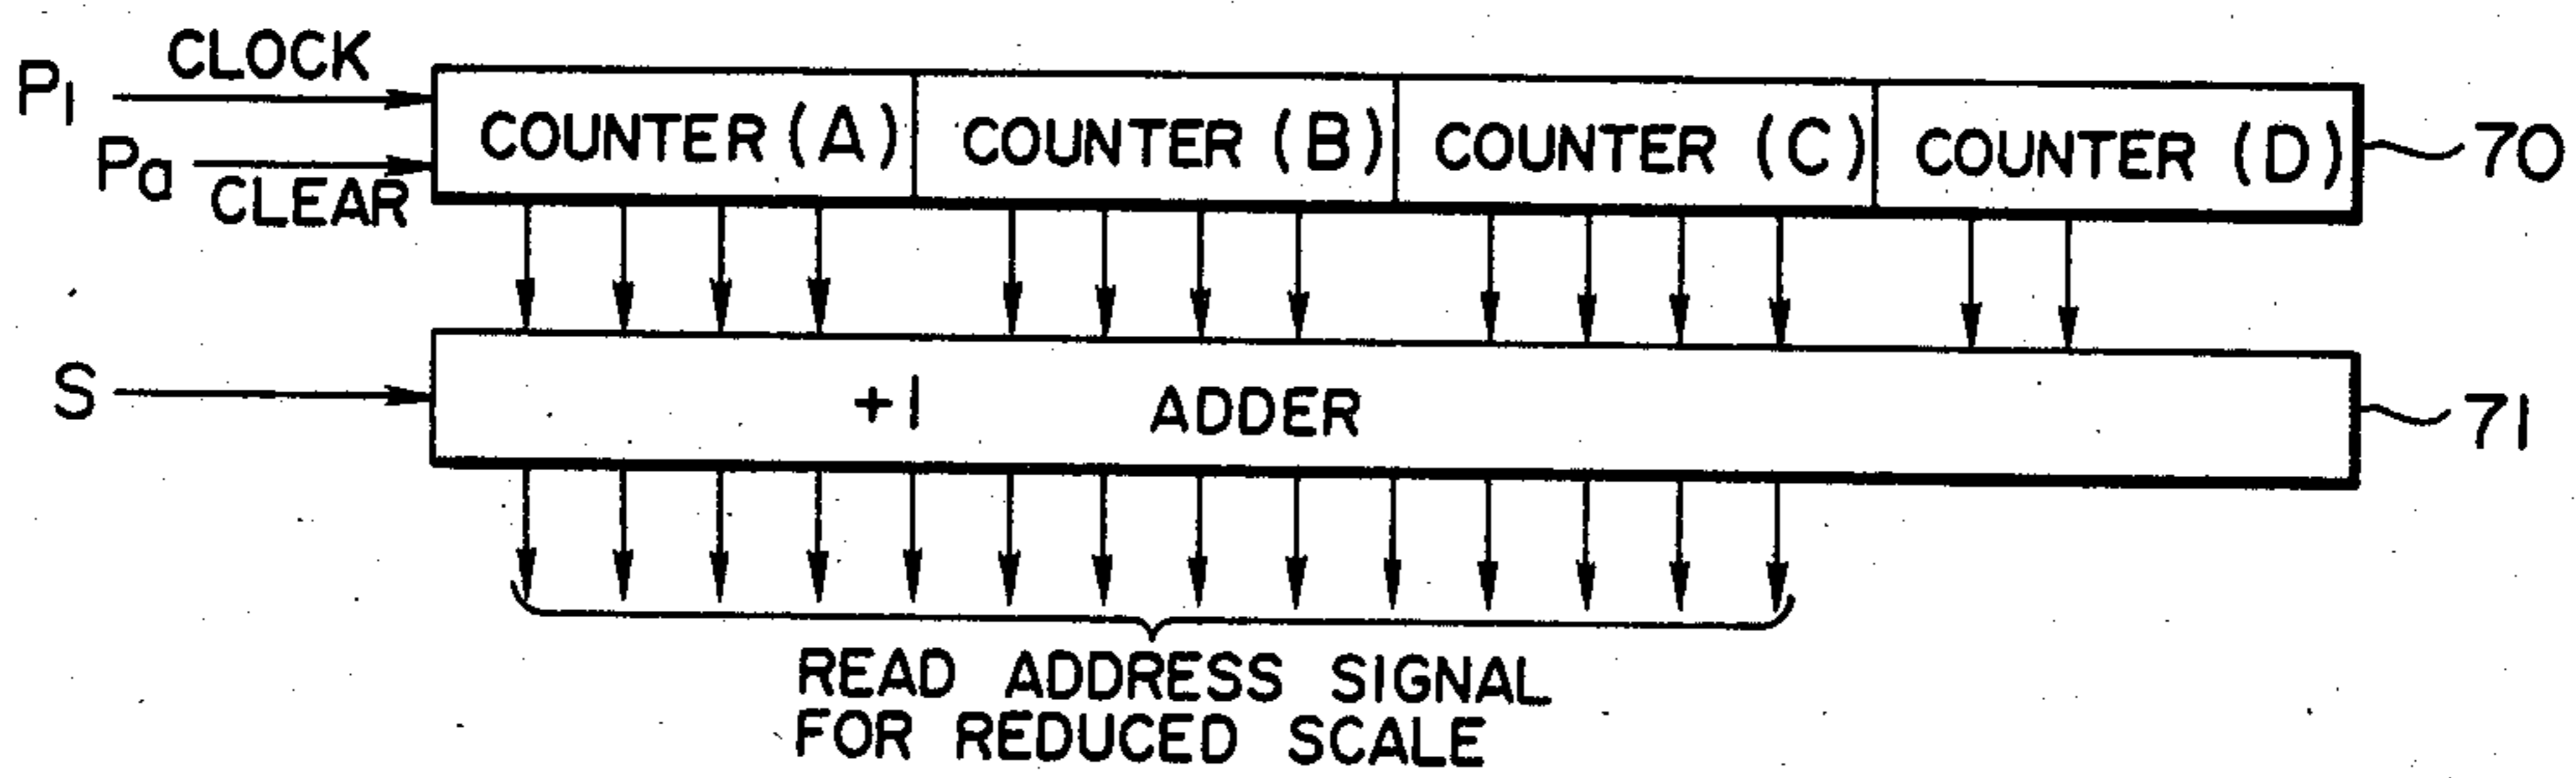 CLOCK
P1
Pa
CLEAR
COUNTER (A)
COUNTER (B)
COUNTER (C)
COUNTER (D)
70
S
+1 ADDER
71
READ ADDRESS SIGNAL
FOR REDUCED SCALE